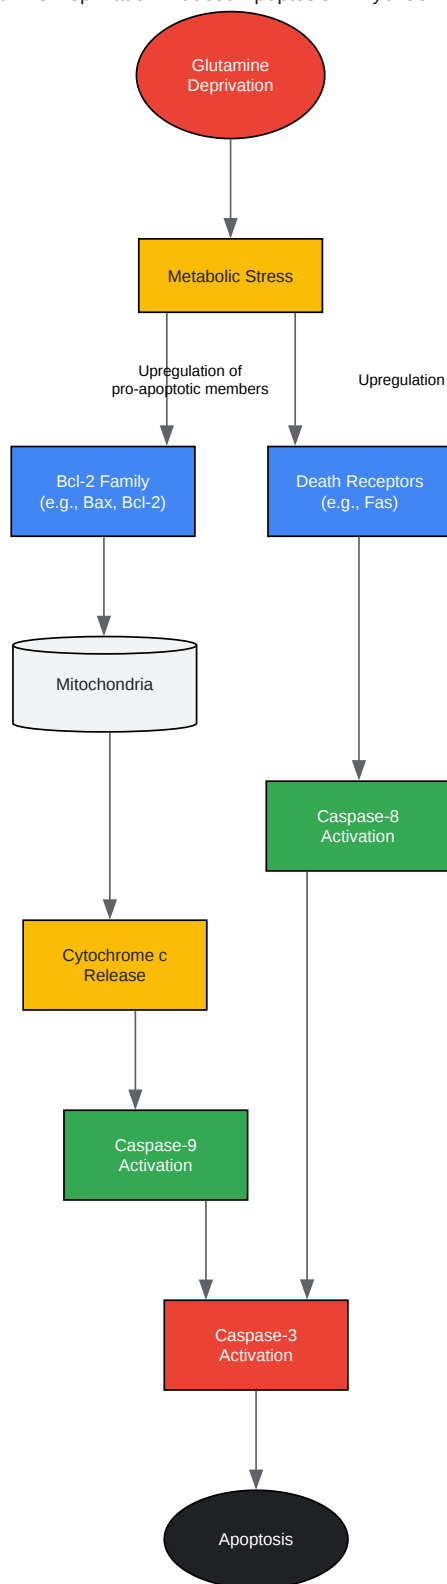 Glutamine
Deprivation
Metabolic Stress
Upregulation of
pro-apoptotic members
Upregulation
Bcl-2 Family
(e.g., Bax, Bcl-2)
Death Receptors
(e.g., Fas)
Mitochondria
Caspase-8
Activation
Cytochrome c
Release
Caspase-9
Activation
Caspase-3
Activation
Apoptosis